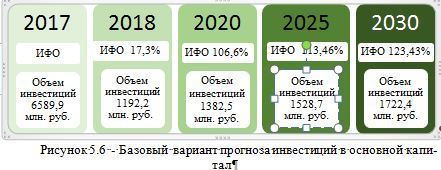 2017 2018 2020 2025 2030
ИФО ИФО 17,3% ИФО 106,6% ИФО 113,46% ИФО 123,43%
Объем Объем Объем Объем Объем
инвестиций инвестиций инвестиций инвестиций инвестиций
6589,9 1192,2 1382,5 1528,7 1722,4
млн. руб. млн. руб. млн. руб. млн. руб. млн. руб.
Рисунок 5.6 - Базовый вариант прогноза инвестиций в основной капи-
тал¶